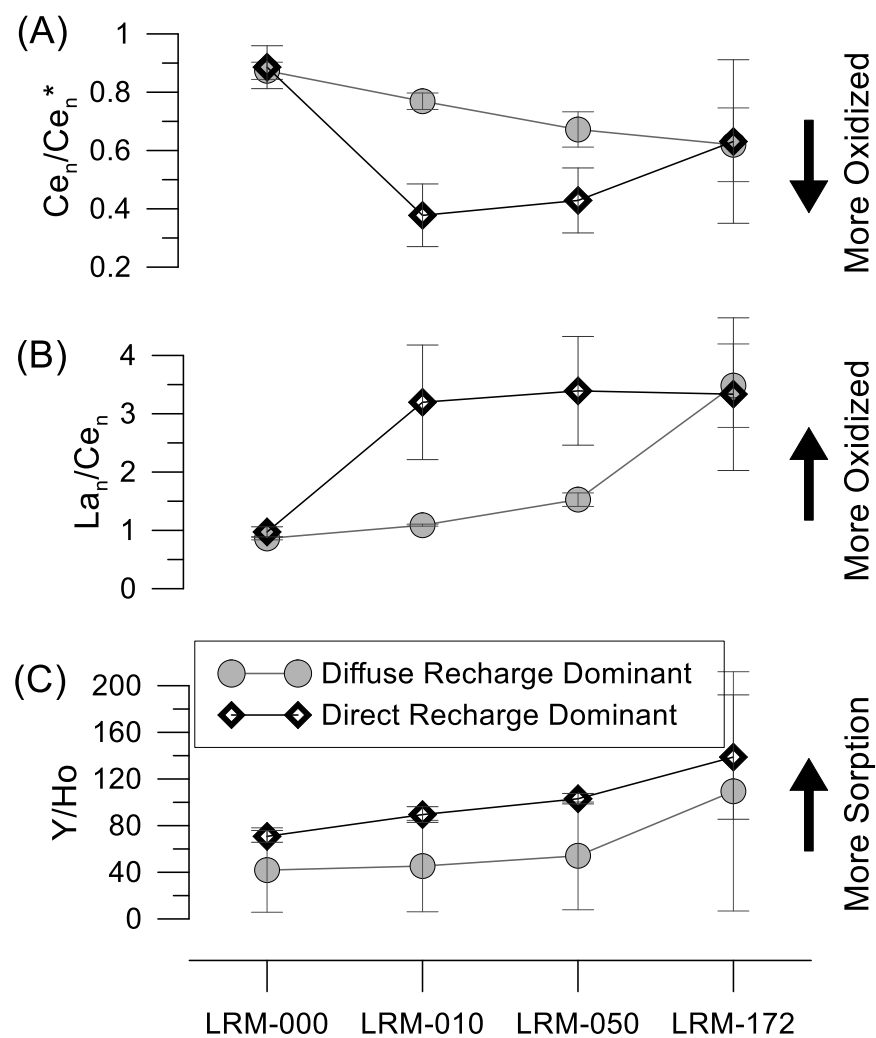 (A)
1
0.8
0.6
0.4
0.2
Ceₙ/Ceₙ*
More Oxidized
(B)
4
3
2
1
0
Laₙ/Ceₙ
More Oxidized
(C)
200
160
120
80
40
0
Y/Ho
Diffuse Recharge Dominant
Direct Recharge Dominant
More Sorption
LRM-000 LRM-010 LRM-050 LRM-172